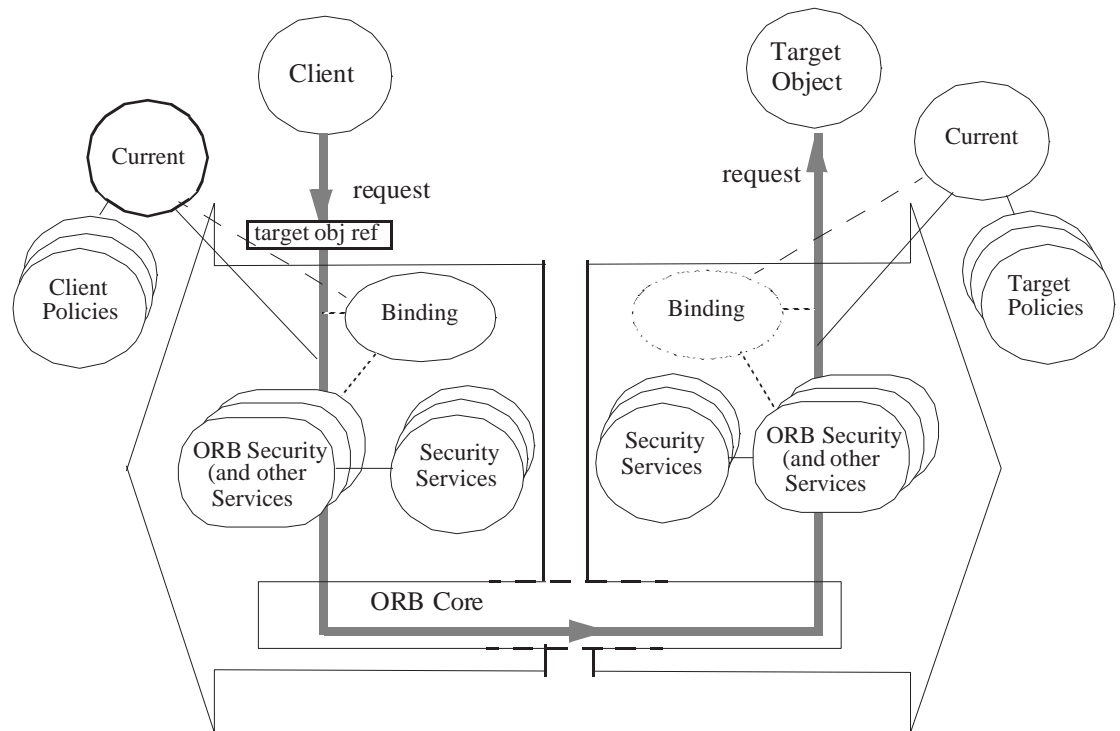 Client
Target
Object
Current
Current
request
request
target obj ref
Client
Policies
Binding
Binding
Target
Policies
ORB Security
(and other
Services
Security
Services
Security
Services
ORB Security
(and other
Services
ORB Core